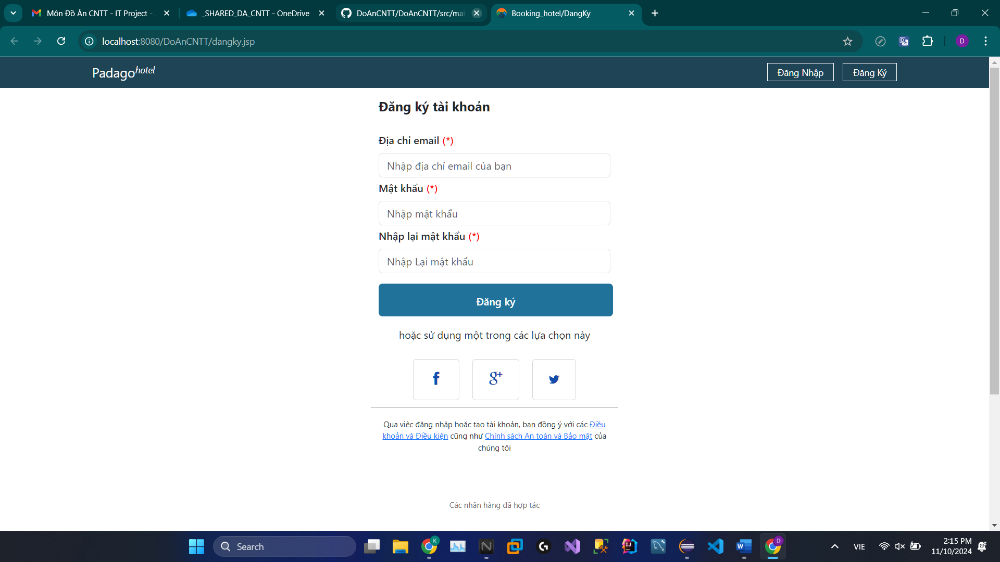 Môn Đồ Án CNTT - IT Project -
_SHARED_DA_CNTT - OneDrive
DoAnCNTT/DoAnCNTT/src/mai
Booking_hotel/DangKy
localhost:8080/DoAnCNTT/dangky.jsp
D
Padagohotel
Đăng Nhập
Đăng Ký
Đăng ký tài khoản
Địa chỉ email (*)
Nhập địa chỉ email của bạn
Mật khẩu (*)
Nhập mật khẩu
Nhập lại mật khẩu (*)
Nhập Lại mật khẩu
Đăng ký
hoặc sử dụng một trong các lựa chọn này
Qua việc đăng nhập hoặc tạo tài khoản, bạn đồng ý với các Điều
khoản và Điều kiện cũng như Chính sách An toàn và Bảo mật của
chúng tôi
Các nhãn hàng đã hợp tác
Search
VIE
2:15 PM
11/10/2024